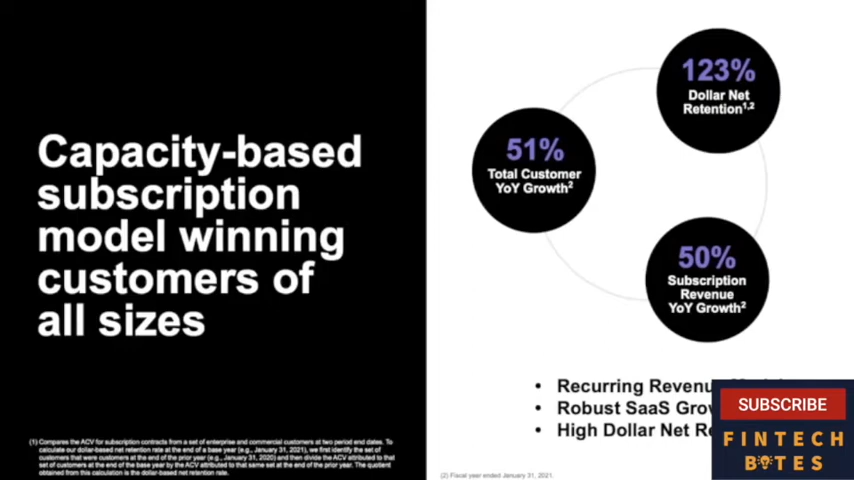 Capacity-based
subscription
model winning
customers of
all sizes
(1) Compares the ACV for subscription contracts from a set of enterprise and commercial customers at two period end dates. To
calculate our dollar-based net retention rate at the end of a base year (e.g., January 31, 2021), we first identify the set of
customers that were customers at the end of the prior year (e.g., January 31, 2020) and then divide the ACV attributed to that
set of customers at the end of the base year by the ACV attributed to that same set at the end of the prior year. The quotient
obtained from this calculation is the dollar-based net retention rate.
123%
Dollar Net
Retention1,2
51%
Total Customer
YoY Growth2
50%
Subscription
Revenue
YoY Growth2
• Recurring Revenue
• Robust SaaS
• High Dollar Net
(2) Fiscal year ended January 31, 2021.
SUBSCRIBE
FINTECH
BITES